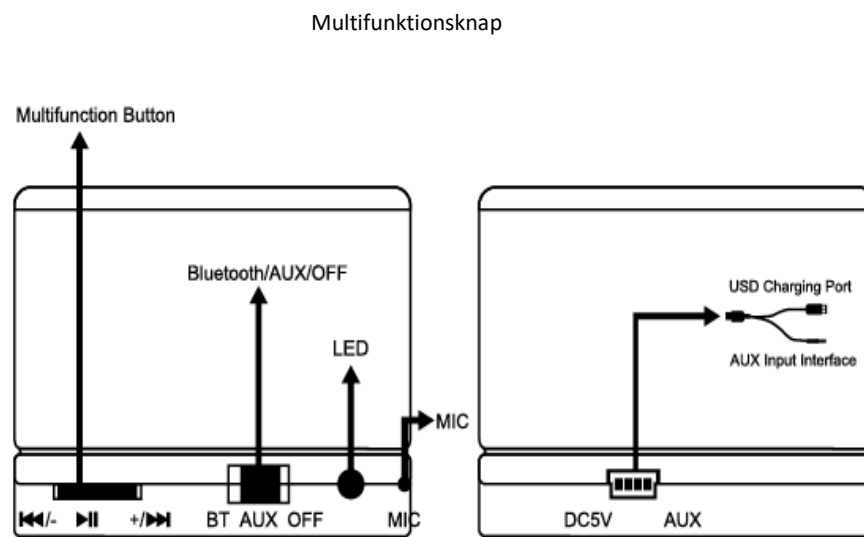 Multifunktionsknap
Multifunction Button
Bluetooth/AUX/OFF
LED
MIC
USD Charging Port
AUX Input Interface
⏮/- ⏯ +/⏭ BT AUX OFF MIC
DC5V AUX